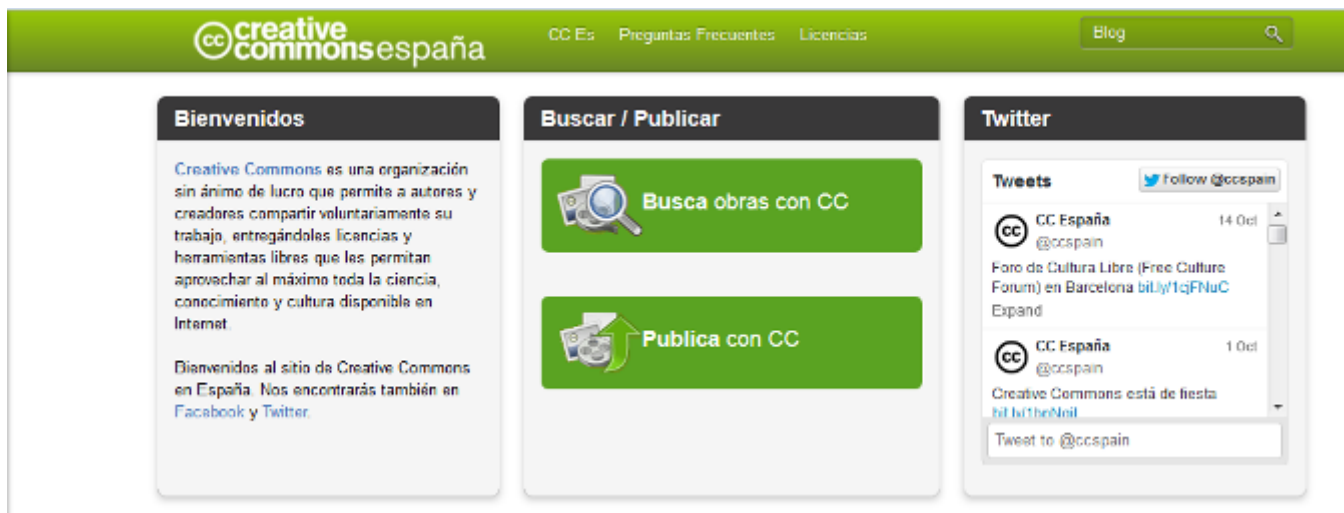 cc creative commons españa
CC Es Preguntas Frecuentes Licencias
Blog
Bienvenidos
Creative Commons es una organización
sin ánimo de lucro que permite a autores y
creadores compartir voluntariamente su
trabajo, entregándoles licencias y
herramientas libres que les permitan
aprovechar al máximo toda la ciencia,
conocimiento y cultura disponible en
Internet.
Bienvenidos al sitio de Creative Commons
en España. Nos encontrarás también en
Facebook y Twitter.
Buscar / Publicar
Busca obras con CC
Publica con CC
Twitter
Tweets Follow @ccspain
cc CC España 14 Oct
@ccspain
Foro de Cultura Libre (Free Culture
Forum) en Barcelona bit.ly/1cjFNuC
Expand
cc CC España 1 Oct
@ccspain
Creative Commons está de fiesta
Tweet to @ccspain